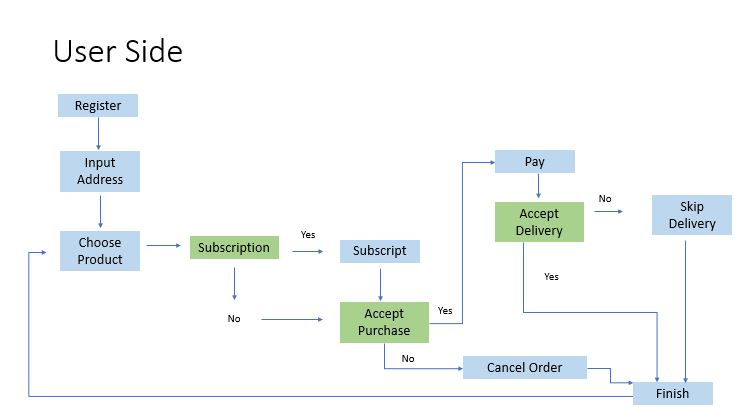 User Side
Register
Input
Address
Choose
Product
Subscription
Yes
Subscript
No
Accept
Purchase
Yes
No
Cancel Order
Pay
Accept
Delivery
No
Skip
Delivery
Yes
Finish